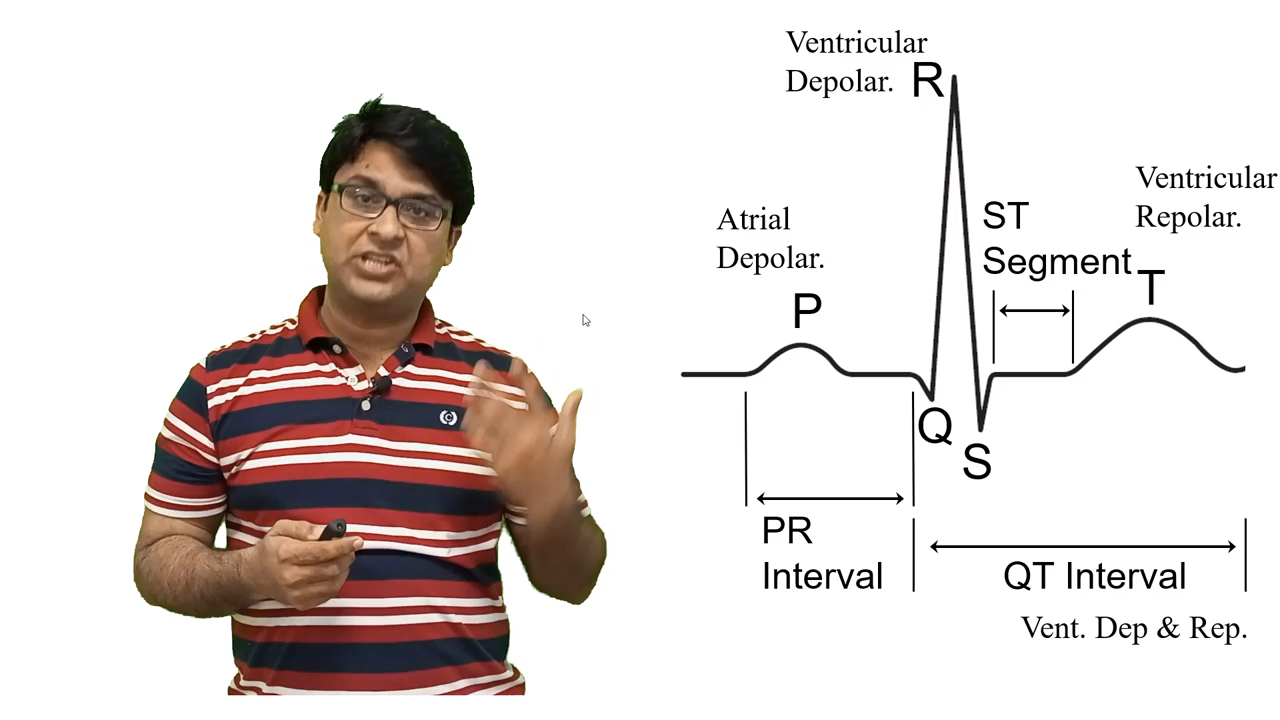 Ventricular
Depolar.
R
Atrial
Depolar.
P
Q
S
ST
Segment
Ventricular
Repolar.
T
PR
Interval
QT Interval
Vent. Dep & Rep.